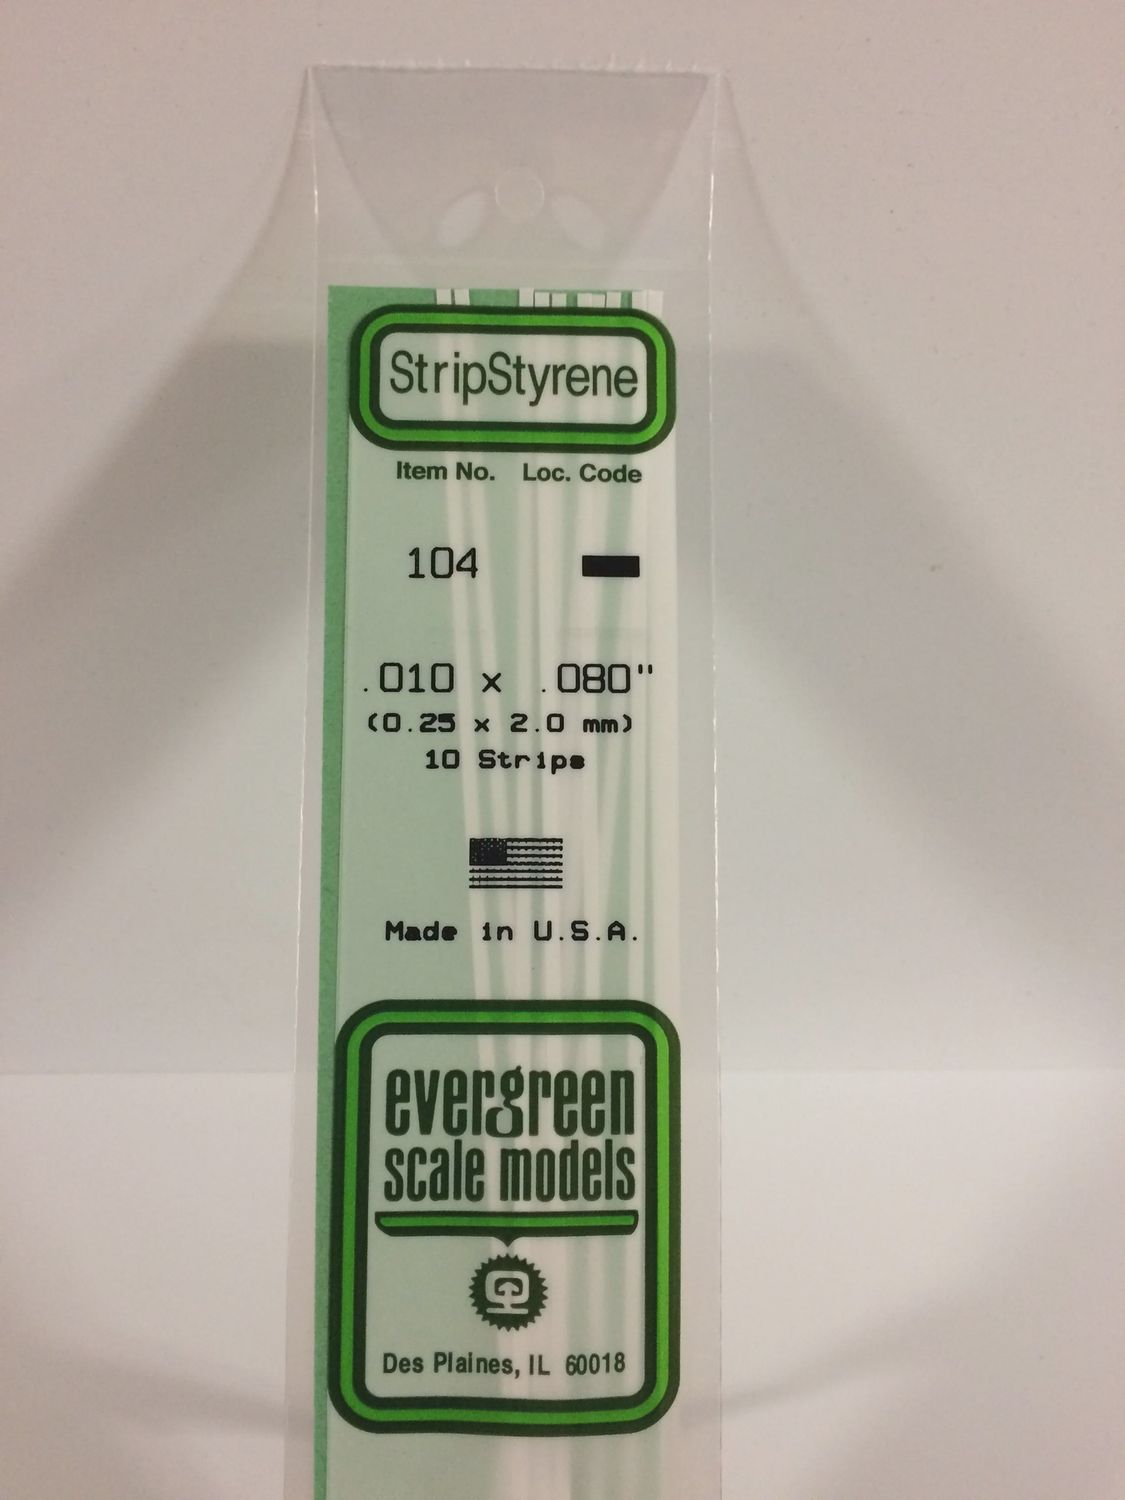 StripStyrene
Item No. Loc. Code
104
.010 x .080"
(0.25 x 2.0 mm)
10 Strips
Made in U.S.A.
evergreen
scale models
Des Plaines, IL 60018